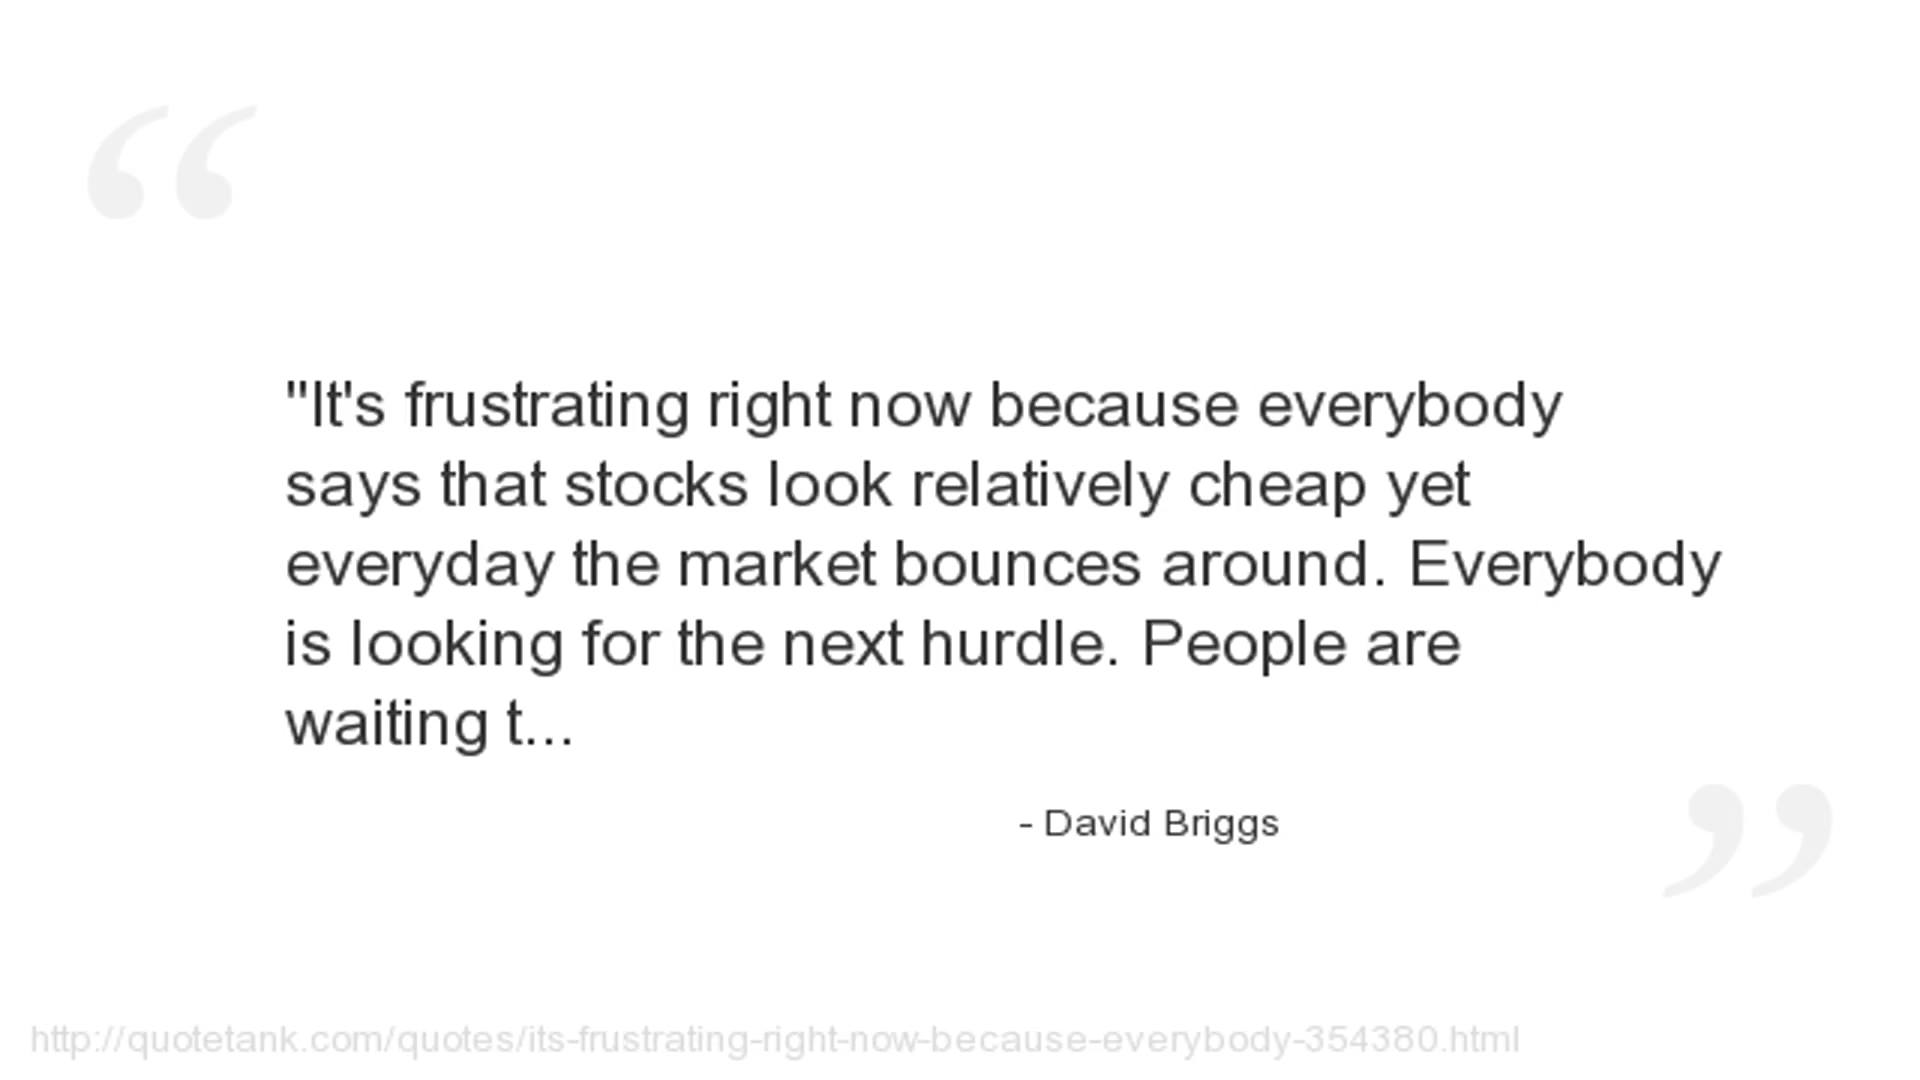 "It's frustrating right now because everybody
says that stocks look relatively cheap yet
everyday the market bounces around. Everybody
is looking for the next hurdle. People are
waiting t...
- David Briggs
http://quotetank.com/quotes/its-frustrating-right-now-because-everybody-354380.html